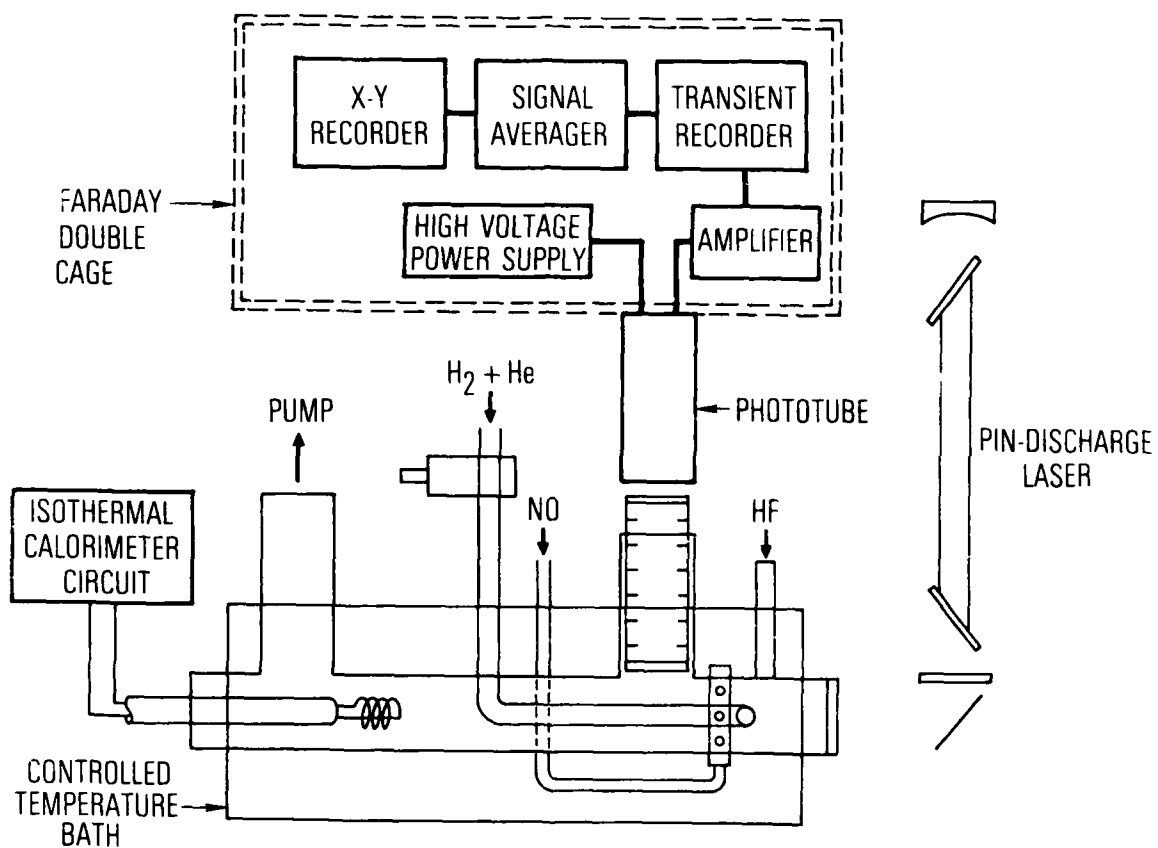 X-Y
RECORDER
SIGNAL
AVERAGER
TRANSIENT
RECORDER
FARADAY
DOUBLE
CAGE
HIGH VOLTAGE
POWER SUPPLY
AMPLIFIER
H2 + He
PUMP
PHOTOTUBE
PIN-DISCHARGE
LASER
ISOTHERMAL
CALORIMETER
CIRCUIT
NO
HF
CONTROLLED
TEMPERATURE
BATH